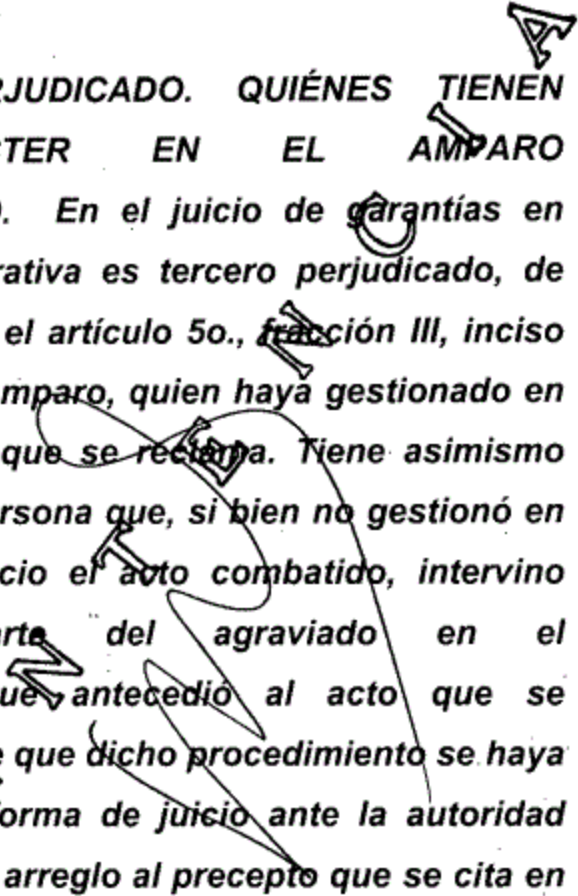 RJUDICADO. QUIÉNES TIENEN
CTER EN EL AMPARO
). En el juicio de garantías en
rativa es tercero perjudicado, de
el artículo 5o., fracción III, inciso
mparo, quien haya gestionado en
que se reclama. Tiene asimismo
rsona que, si bien no gestionó en
cio el acto combatido, intervino
arte del agraviado en el
que antecedió al acto que se
e que dicho procedimiento se haya
forma de juicio ante la autoridad
arreglo al precepto que se cita en